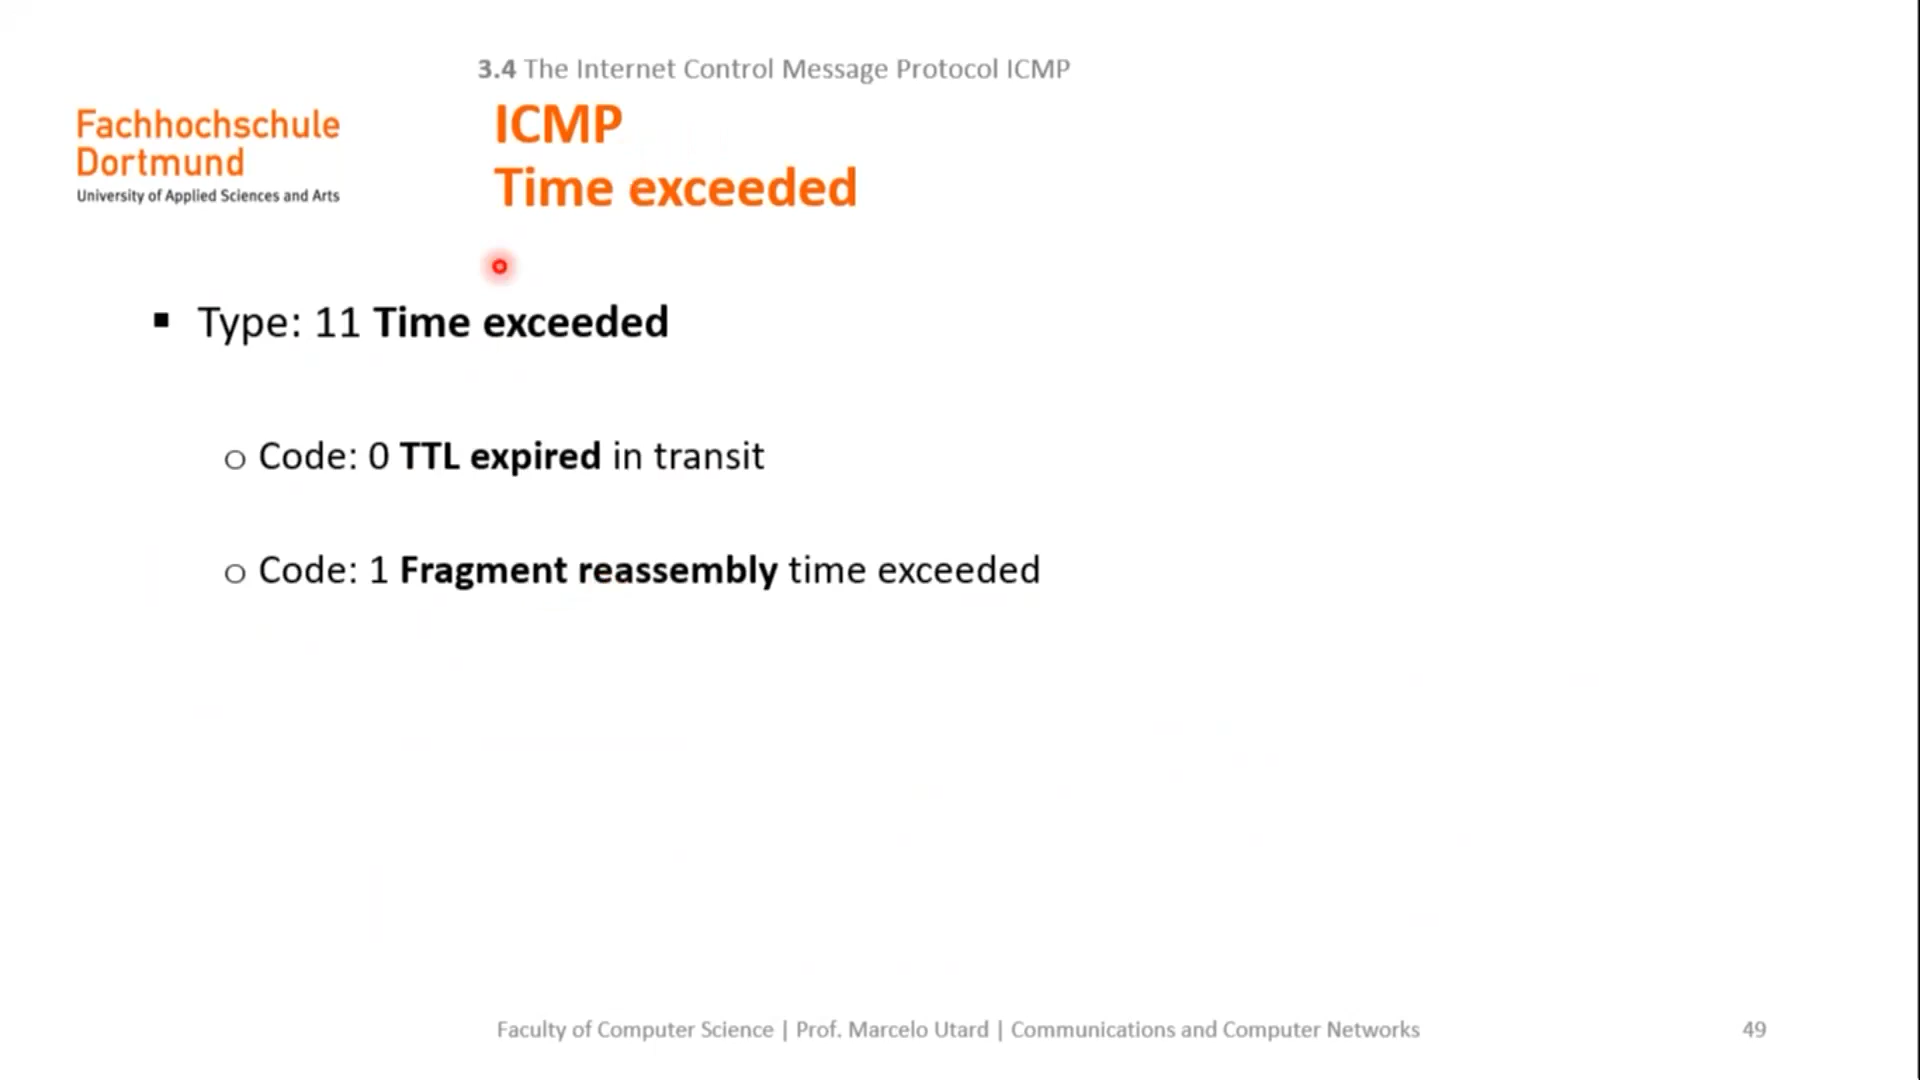 3.4 The Internet Control Message Protocol ICMP
Fachhochschule
Dortmund
University of Applied Sciences and Arts
ICMP
Time exceeded
▪ Type: 11 Time exceeded
o Code: 0 TTL expired in transit
o Code: 1 Fragment reassembly time exceeded
Faculty of Computer Science | Prof. Marcelo Utard | Communications and Computer Networks
49